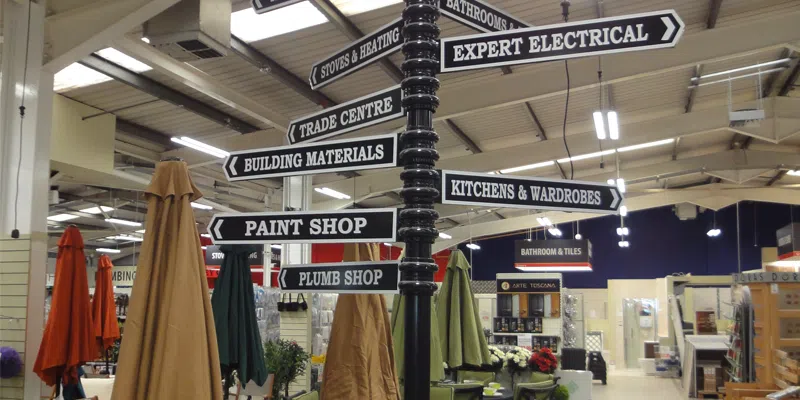 BATHROOMS &
STOVES & HEATING
EXPERT ELECTRICAL
TRADE CENTRE
BUILDING MATERIALS
KITCHENS & WARDROBES
PAINT SHOP
PLUMB SHOP
BATHROOM & TILES
ARTE TOSCANA